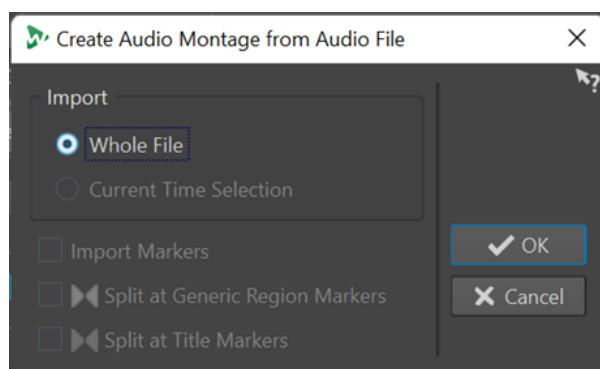 Create Audio Montage from Audio File
Import
Whole File
Current Time Selection
Import Markers
Split at Generic Region Markers
Split at Title Markers
OK
Cancel